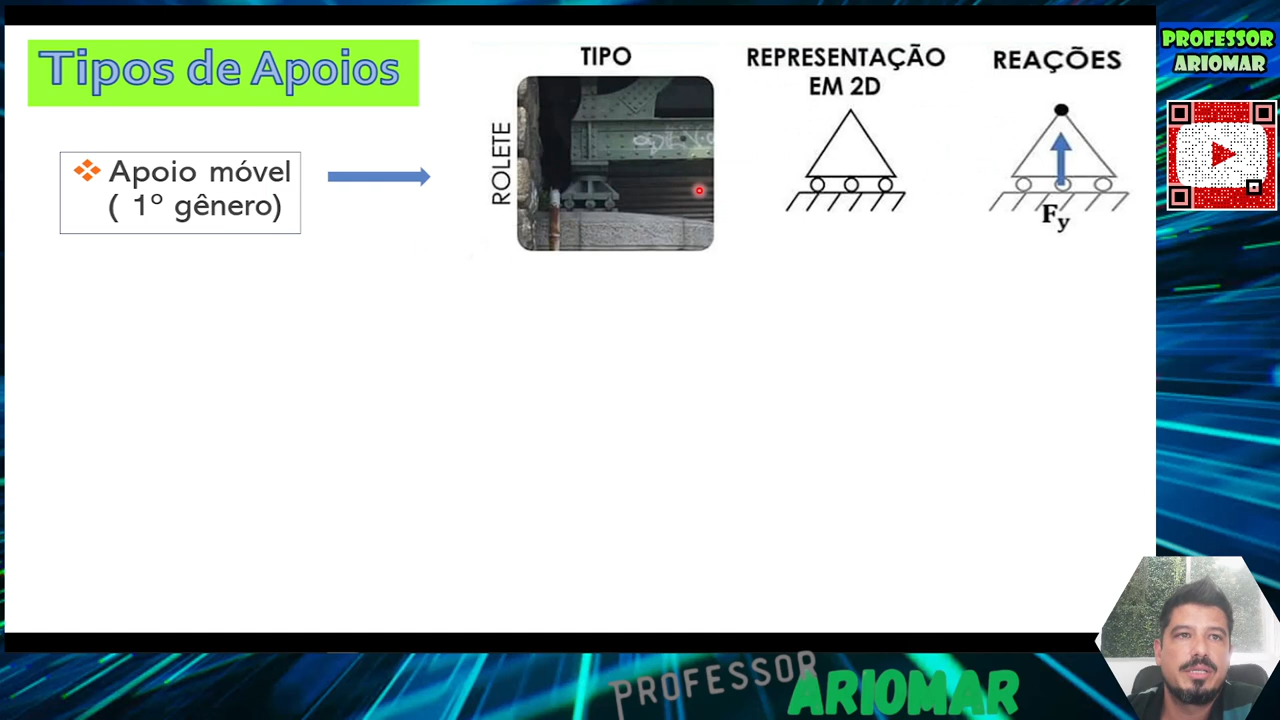 Tipos de Apoios
Apoio móvel
( 1º gênero)
TIPO
ROLETE
REPRESENTAÇÃO
EM 2D
REAÇÕES
Fy
PROFESSOR
ARIOMAR
PROFESSOR
ARIOMAR